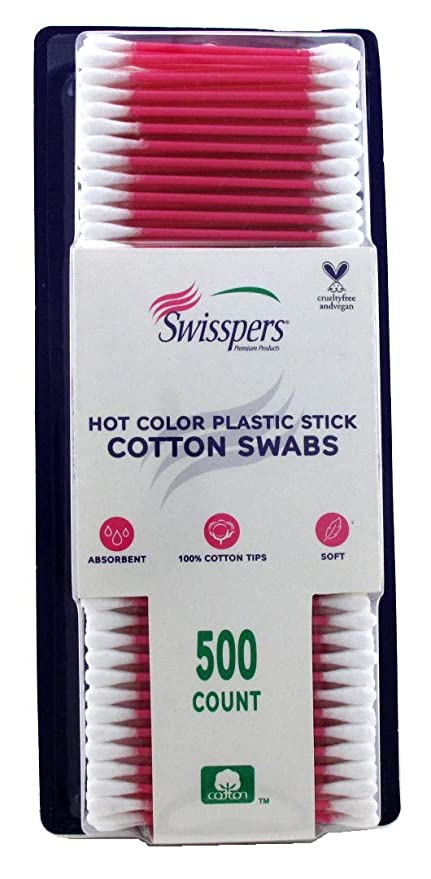 crueltyfree
andvegan
Swisspers®
Premium Products
HOT COLOR PLASTIC STICK
COTTON SWABS
ABSORBENT
100% COTTON TIPS
SOFT
500
COUNT
cotton
TM